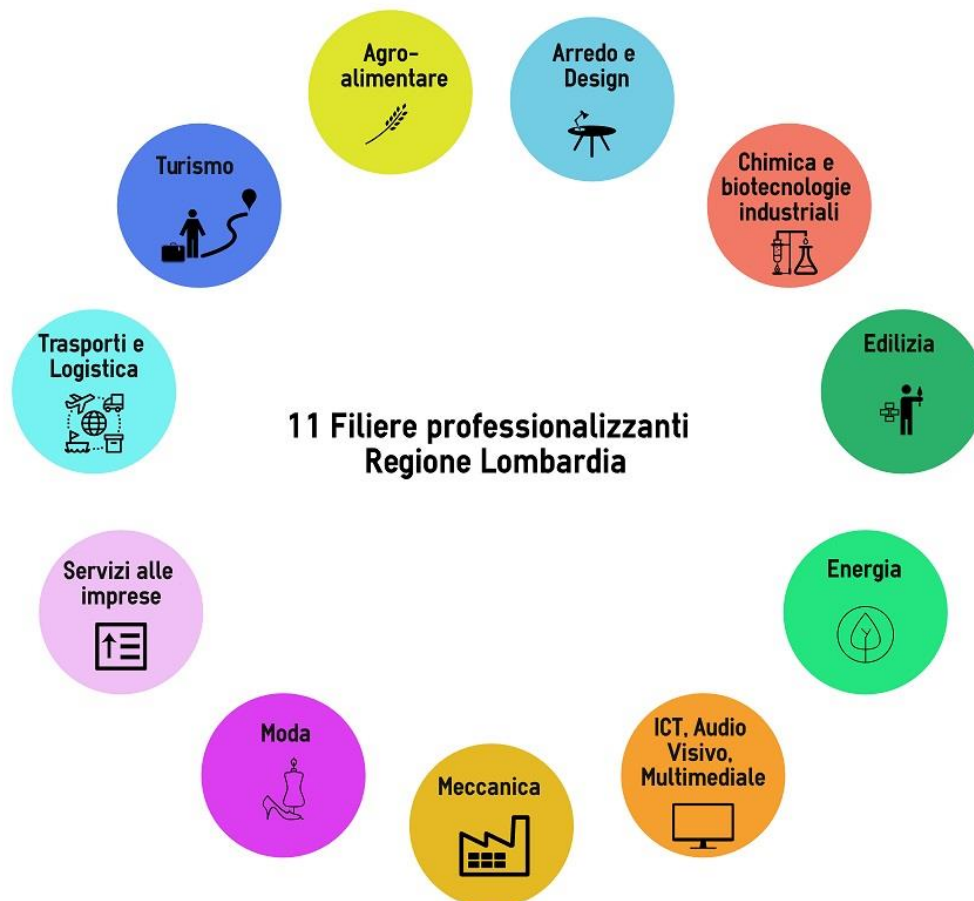 Agro-
alimentare
Arredo e
Design
Chimica e
biotecnologie
industriali
Edilizia
Energia
ICT, Audio
Visivo,
Multimediale
Meccanica
Moda
Servizi alle
imprese
Trasporti e
Logistica
Turismo
11 Filiere professionalizzanti
Regione Lombardia